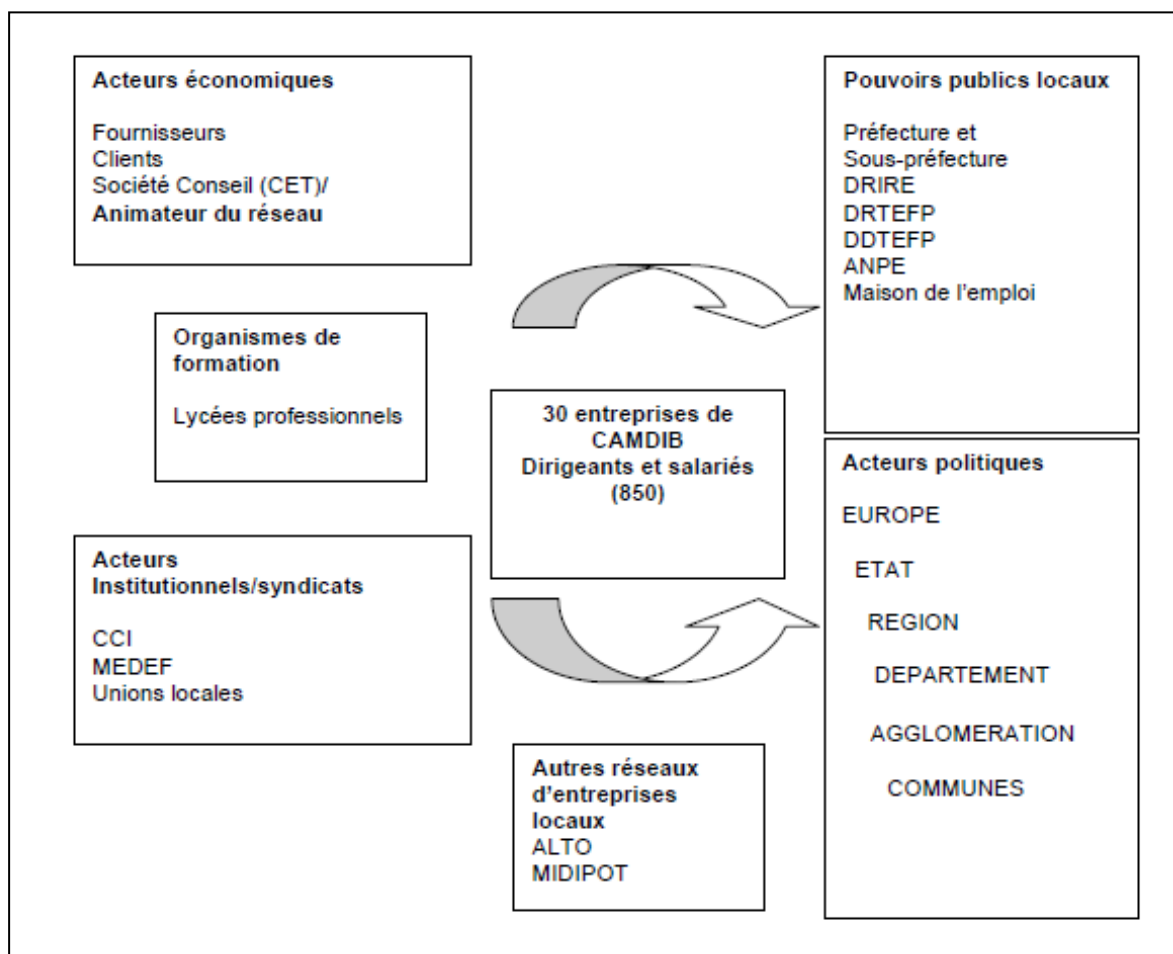 Acteurs économiques
Fournisseurs
Clients
Société Conseil (CET)/
Animateur du réseau
Organismes de
formation
Lycées professionnels
Acteurs
Institutionnels/syndicats
CCI
MEDEF
Unions locales
30 entreprises de
CAMDIB
Dirigeants et salariés
(850)
Autres réseaux
d'entreprises
locaux
ALTO
MIDIPOT
Pouvoirs publics locaux
Préfecture et
Sous-préfecture
DRIRE
DRTEFP
DDTEFP
ANPE
Maison de l'emploi
Acteurs politiques
EUROPE
ETAT
REGION
DEPARTEMENT
AGGLOMERATION
COMMUNES